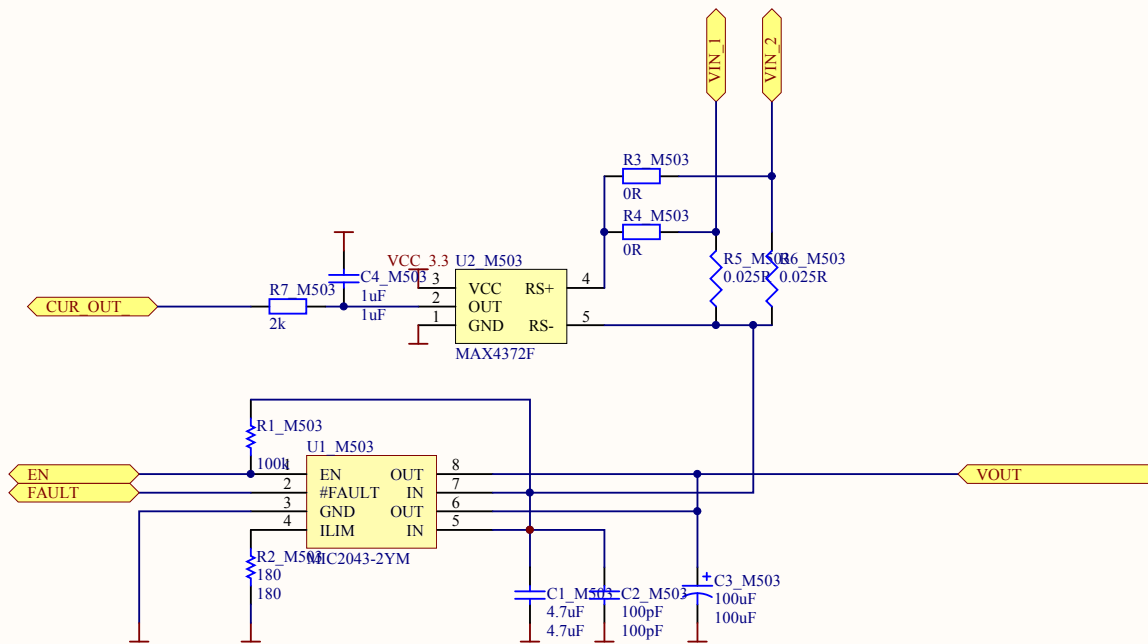 VIN_1
VIN_2
R3_M503
0R
R4_M503
0R
VCC_3.3
U2_M503
R5_M503
0.025R
R6_M503
0.025R
C4_M503
1uF
1uF
R7_M503
2k
CUR_OUT
3 VCC RS+ 4
2 OUT
1 GND RS- 5
MAX4372F
R1_M503
100k
U1_M503
EN
FAULT
1 EN OUT 8
2 #FAULT IN 7
3 GND OUT 6
4 ILIM IN 5
VOUT
R2_M503
180
180
MIC2043-2YM
C1_M503
4.7uF
4.7uF
C2_M503
100pF
100pF
+
C3_M503
100uF
100uF